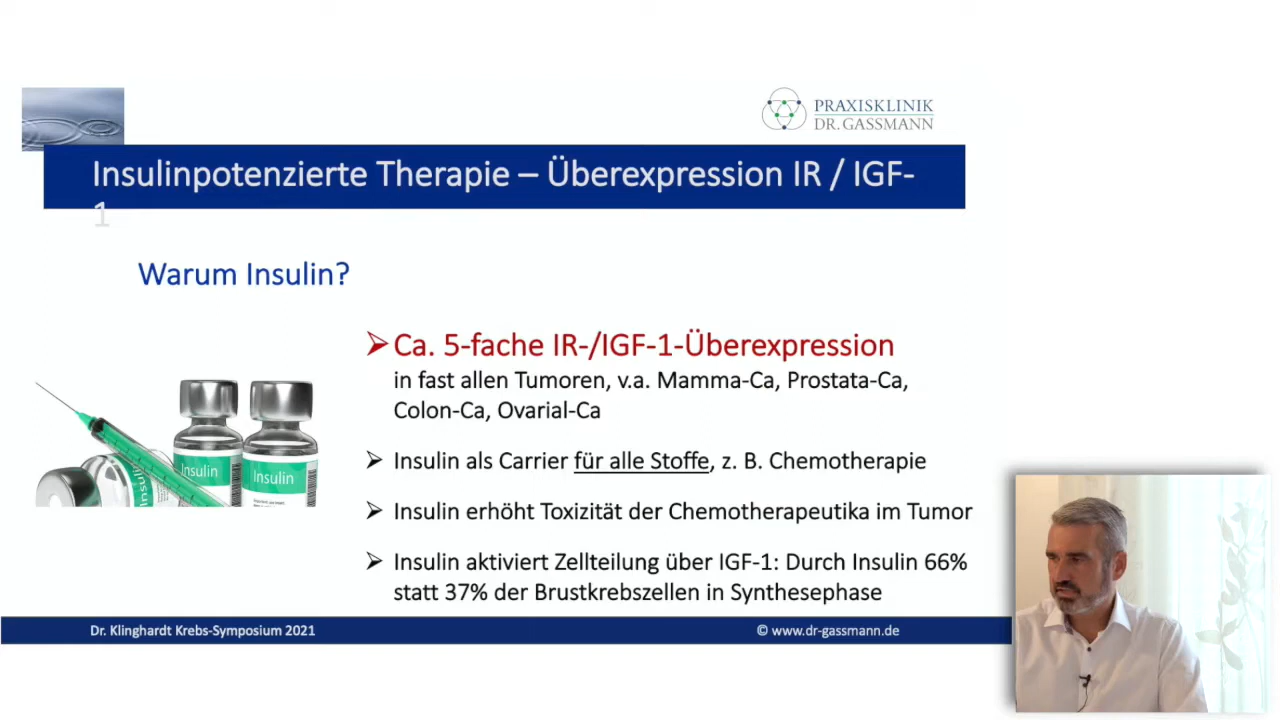 PRAXISKLINIK
DR. GASSMANN
Insulinpotenzierte Therapie – Überexpression IR / IGF-
1
Warum Insulin?
➢ Ca. 5-fache IR-/IGF-1-Überexpression
in fast allen Tumoren, v.a. Mamma-Ca, Prostata-Ca,
Colon-Ca, Ovarial-Ca
➢ Insulin als Carrier für alle Stoffe, z. B. Chemotherapie
➢ Insulin erhöht Toxizität der Chemotherapeutika im Tumor
➢ Insulin aktiviert Zellteilung über IGF-1: Durch Insulin 66%
statt 37% der Brustkrebszellen in Synthesephase
Insulin
Insulin
Insulin
Dr. Klinghardt Krebs-Symposium 2021
© www.dr-gassmann.de